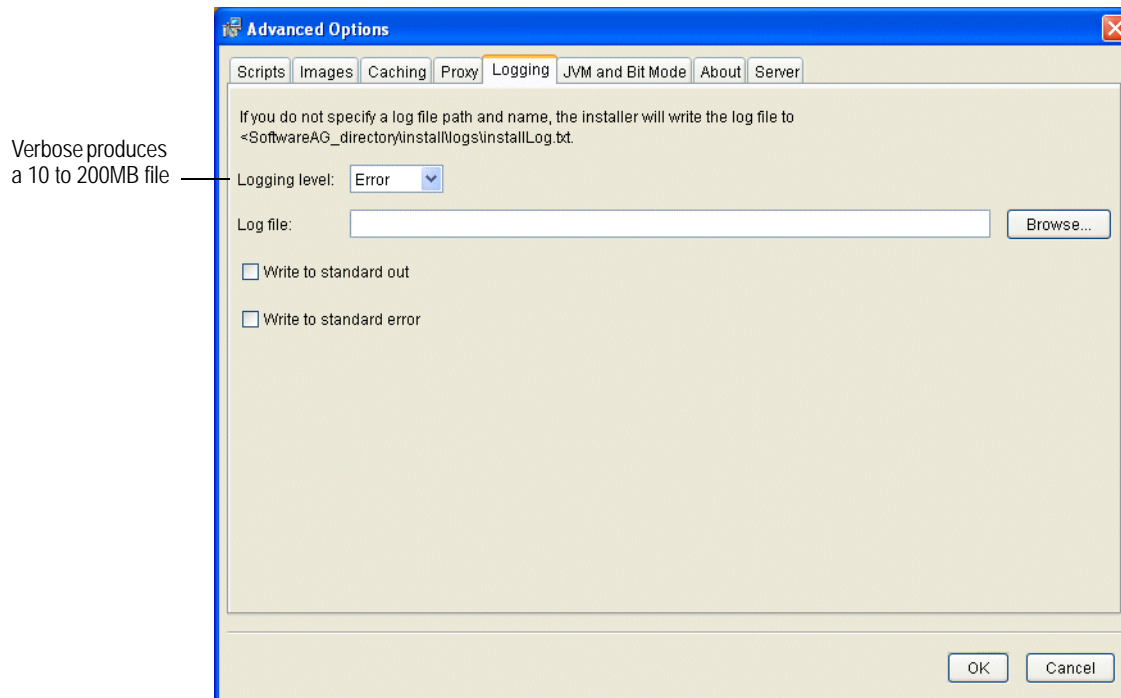 Advanced Options
Scripts Images Caching Proxy Logging JVM and Bit Mode About Server
If you do not specify a log file path and name, the installer will write the log file to
<SoftwareAG_directory\install\logs\installLog.txt.
Verbose produces
a 10 to 200MB file
Logging level: Error
Log file: Browse...
Write to standard out
Write to standard error
OK Cancel